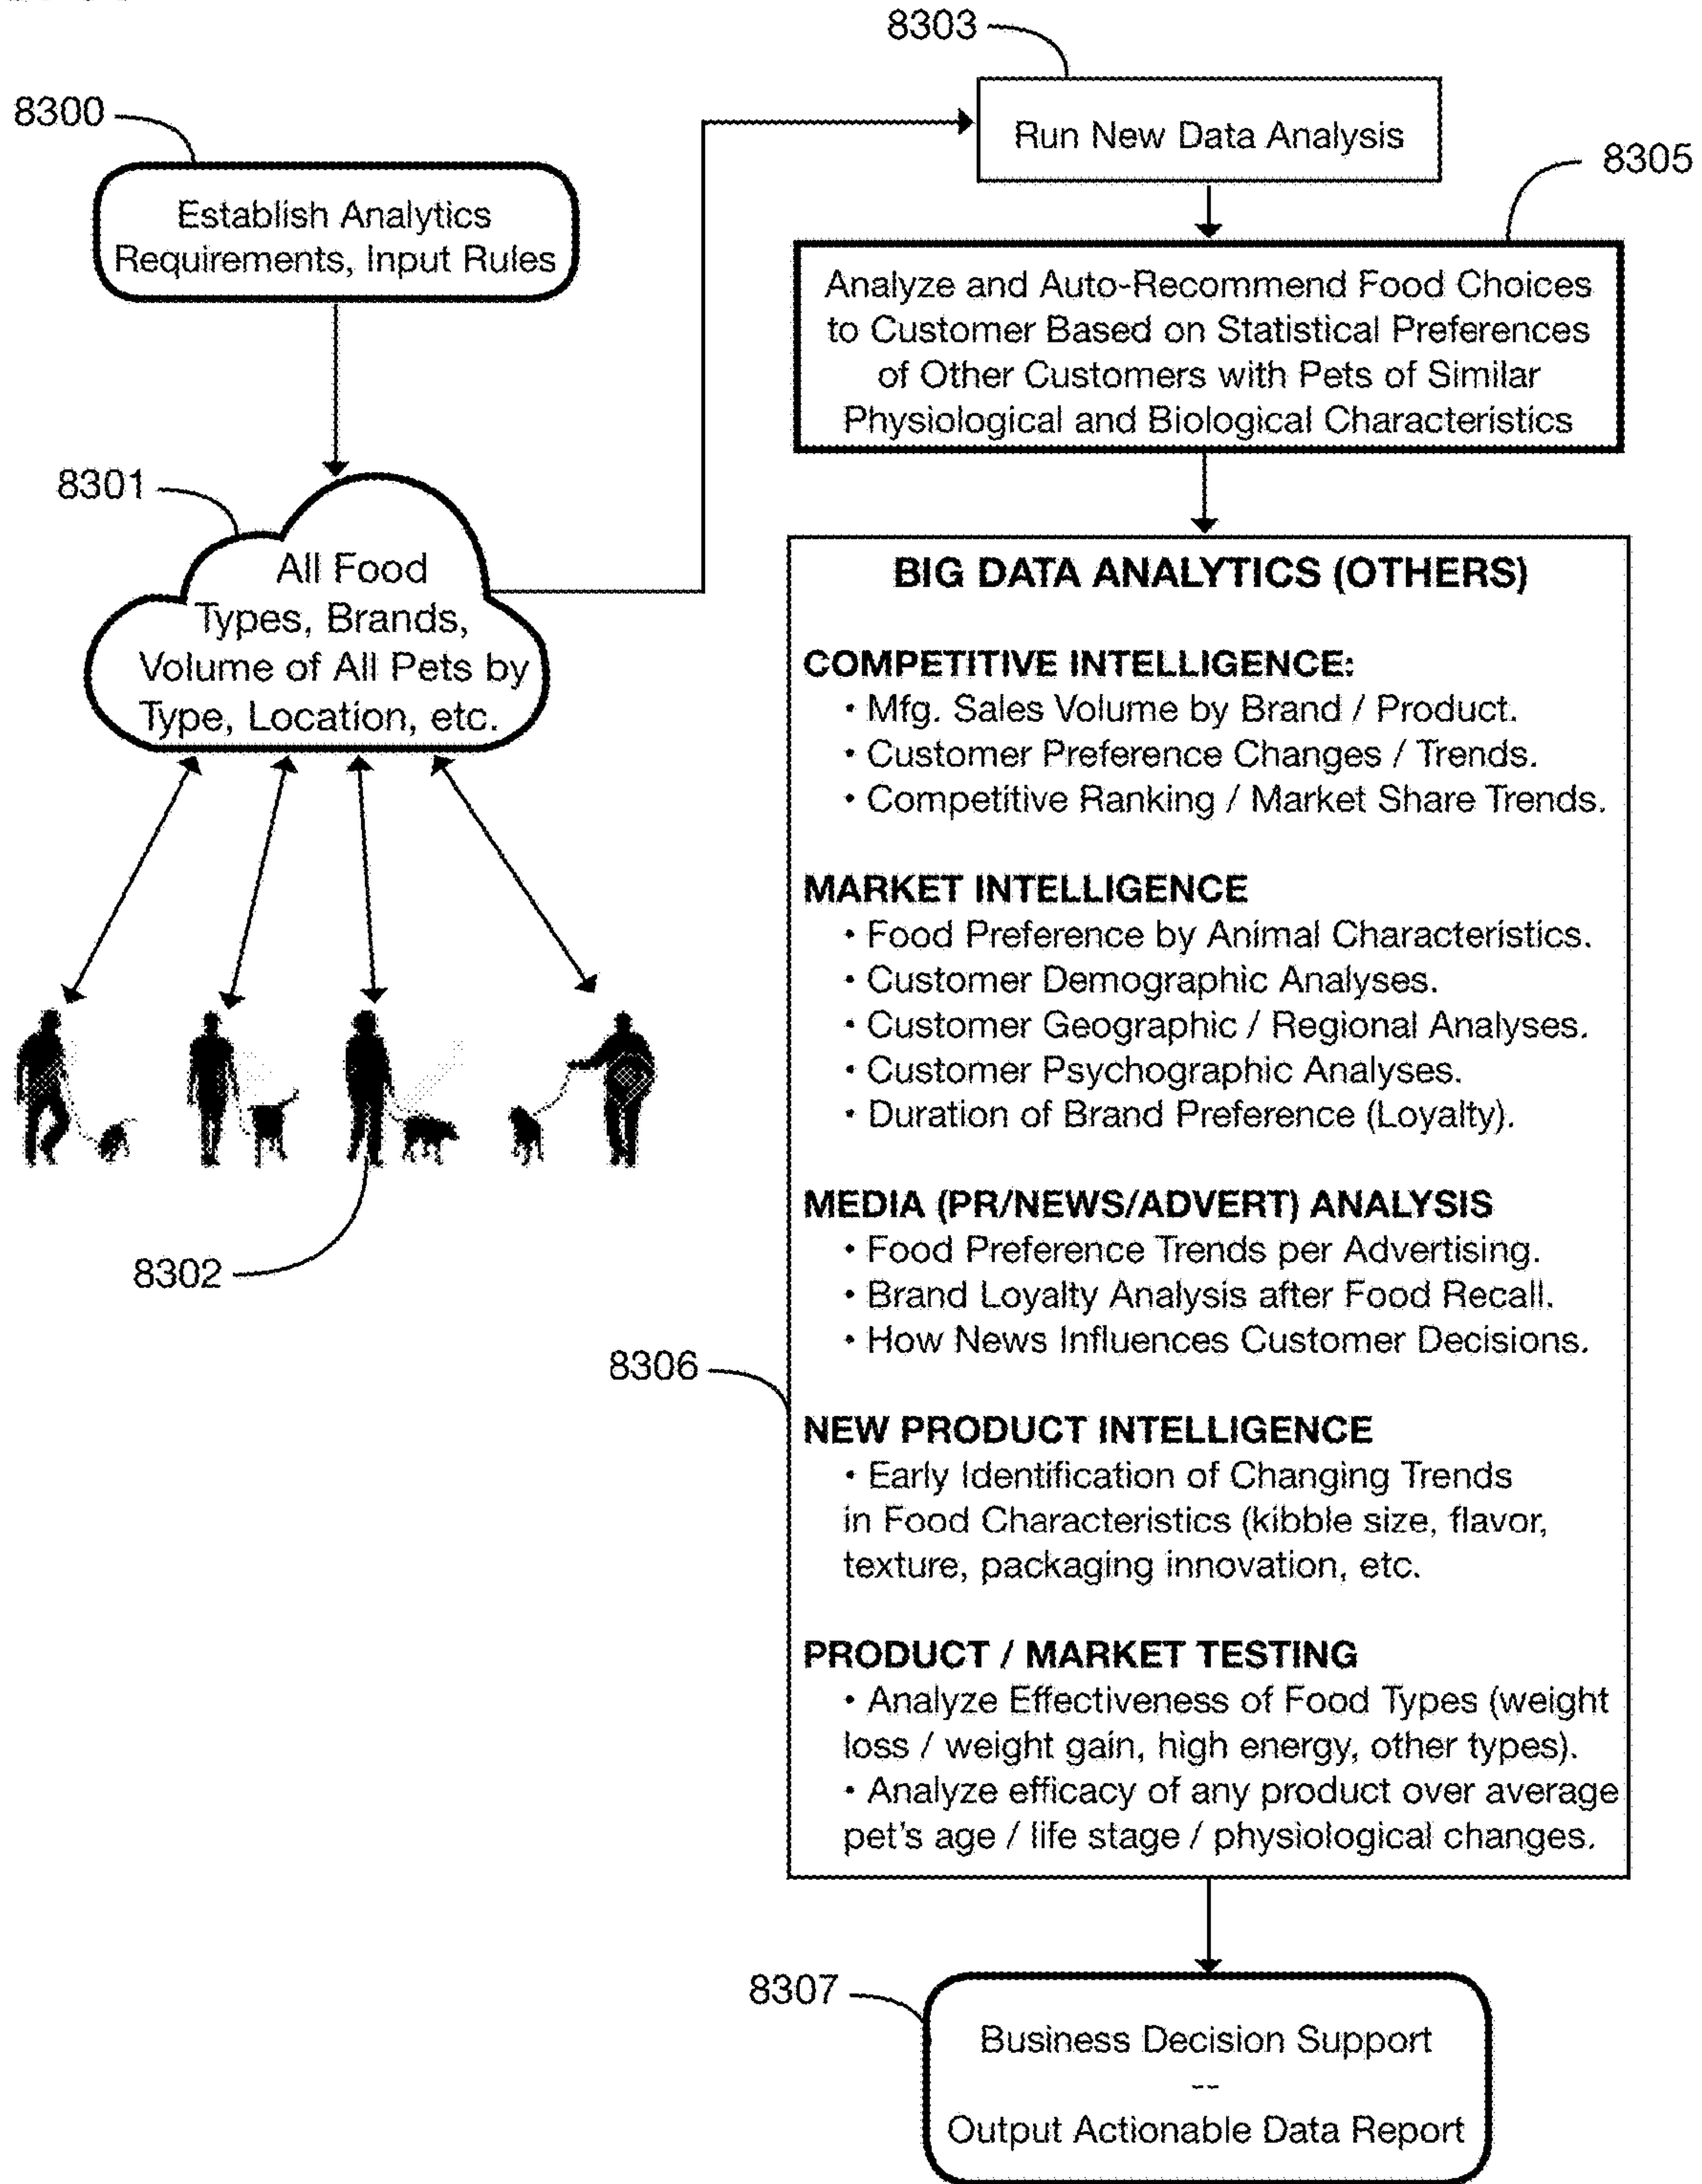 8300
Establish Analytics
Requirements, Input Rules
8301
All Food
Types, Brands,
Volume of All Pets by
Type, Location, etc.
8302
8303
Run New Data Analysis
8305
Analyze and Auto-Recommend Food Choices
to Customer Based on Statistical Preferences
of Other Customers with Pets of Similar
Physiological and Biological Characteristics
BIG DATA ANALYTICS (OTHERS)
COMPETITIVE INTELLIGENCE:
• Mfg. Sales Volume by Brand / Product.
• Customer Preference Changes / Trends.
• Competitive Ranking / Market Share Trends.
MARKET INTELLIGENCE
• Food Preference by Animal Characteristics.
• Customer Demographic Analyses.
• Customer Geographic / Regional Analyses.
• Customer Psychographic Analyses.
• Duration of Brand Preference (Loyalty).
MEDIA (PR/NEWS/ADVERT) ANALYSIS
• Food Preference Trends per Advertising.
• Brand Loyalty Analysis after Food Recall.
• How News Influences Customer Decisions.
8306
NEW PRODUCT INTELLIGENCE
• Early Identification of Changing Trends
in Food Characteristics (kibble size, flavor,
texture, packaging innovation, etc.
PRODUCT / MARKET TESTING
• Analyze Effectiveness of Food Types (weight
loss / weight gain, high energy, other types).
• Analyze efficacy of any product over average
pet's age / life stage / physiological changes.
8307
Business Decision Support
--
Output Actionable Data Report